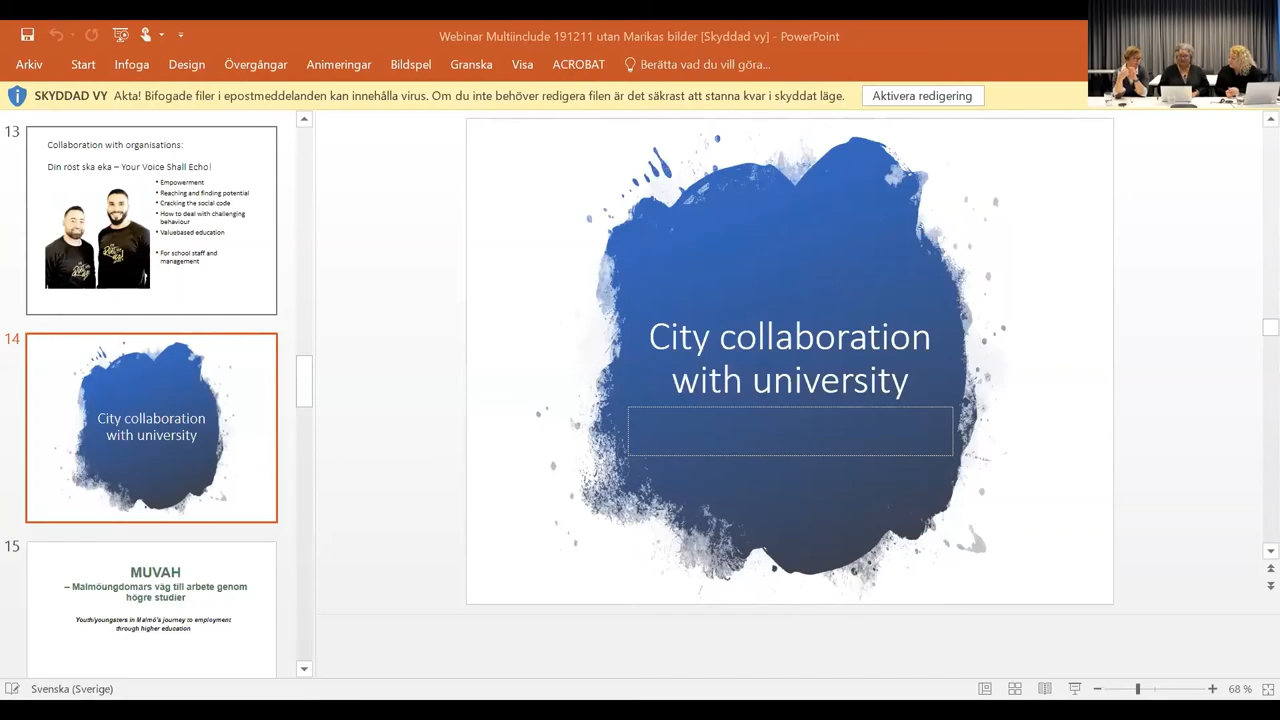 Webinar Multiinclude 191211 utan Marikas bilder [Skyddad vy] - PowerPoint
Arkiv Start Infoga Design Övergångar Animeringar Bildspel Granska Visa ACROBAT Berätta vad du vill göra...
SKYDDAD VY Akta! Bifogade filer i epostmeddelanden kan innehålla virus. Om du inte behöver redigera filen är det säkrast att stanna kvar i skyddat läge. Aktivera redigering
13
Collaboration with organisations:
Din röst ska eka – Your Voice Shall Echo!
• Empowerment
• Reaching and finding potential
• Cracking the social code
• How to deal with challenging
behaviour
• Valuebased education
• For school staff and
management
14
City collaboration
with university
15
MUVAH
– Malmöungdomars väg till arbete genom
högre studier
Youth/youngsters in Malmö's journey to employment
through higher education
City collaboration
with university
Svenska (Sverige)
68 %